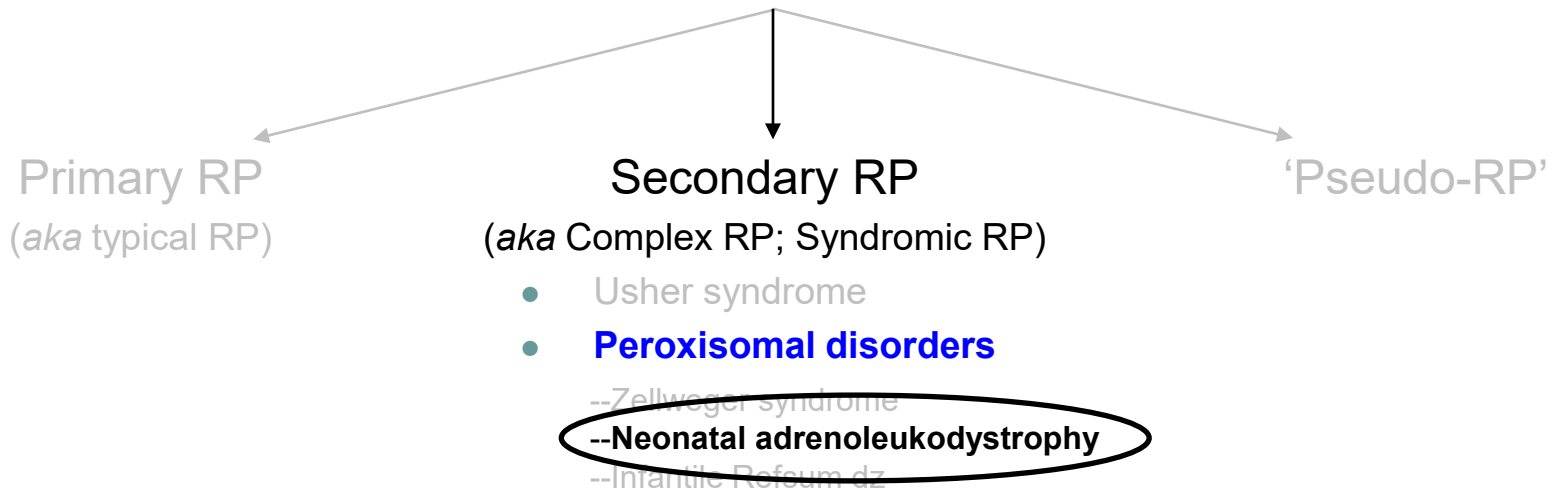 Primary RP
(aka typical RP)
Secondary RP
(aka Complex RP; Syndromic RP)
● Usher syndrome
● Peroxisomal disorders
--Zellweger syndrome
--Neonatal adrenoleukodystrophy
--Infantile Refsum dz
‘Pseudo-RP’